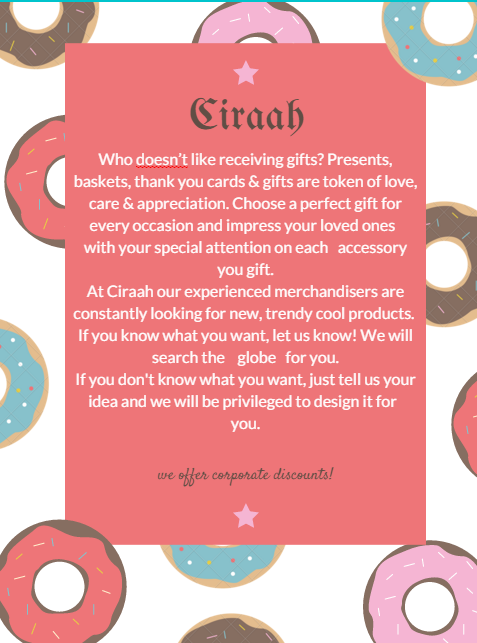 Ciraah
Who doesn't like receiving gifts? Presents,
baskets, thank you cards & gifts are token of love,
care & appreciation. Choose a perfect gift for
every occasion and impress your loved ones
with your special attention on each accessory
you gift.
At Ciraah our experienced merchandisers are
constantly looking for new, trendy cool products.
If you know what you want, let us know! We will
search the globe for you.
If you don't know what you want, just tell us your
idea and we will be privileged to design it for
you.
we offer corporate discounts!